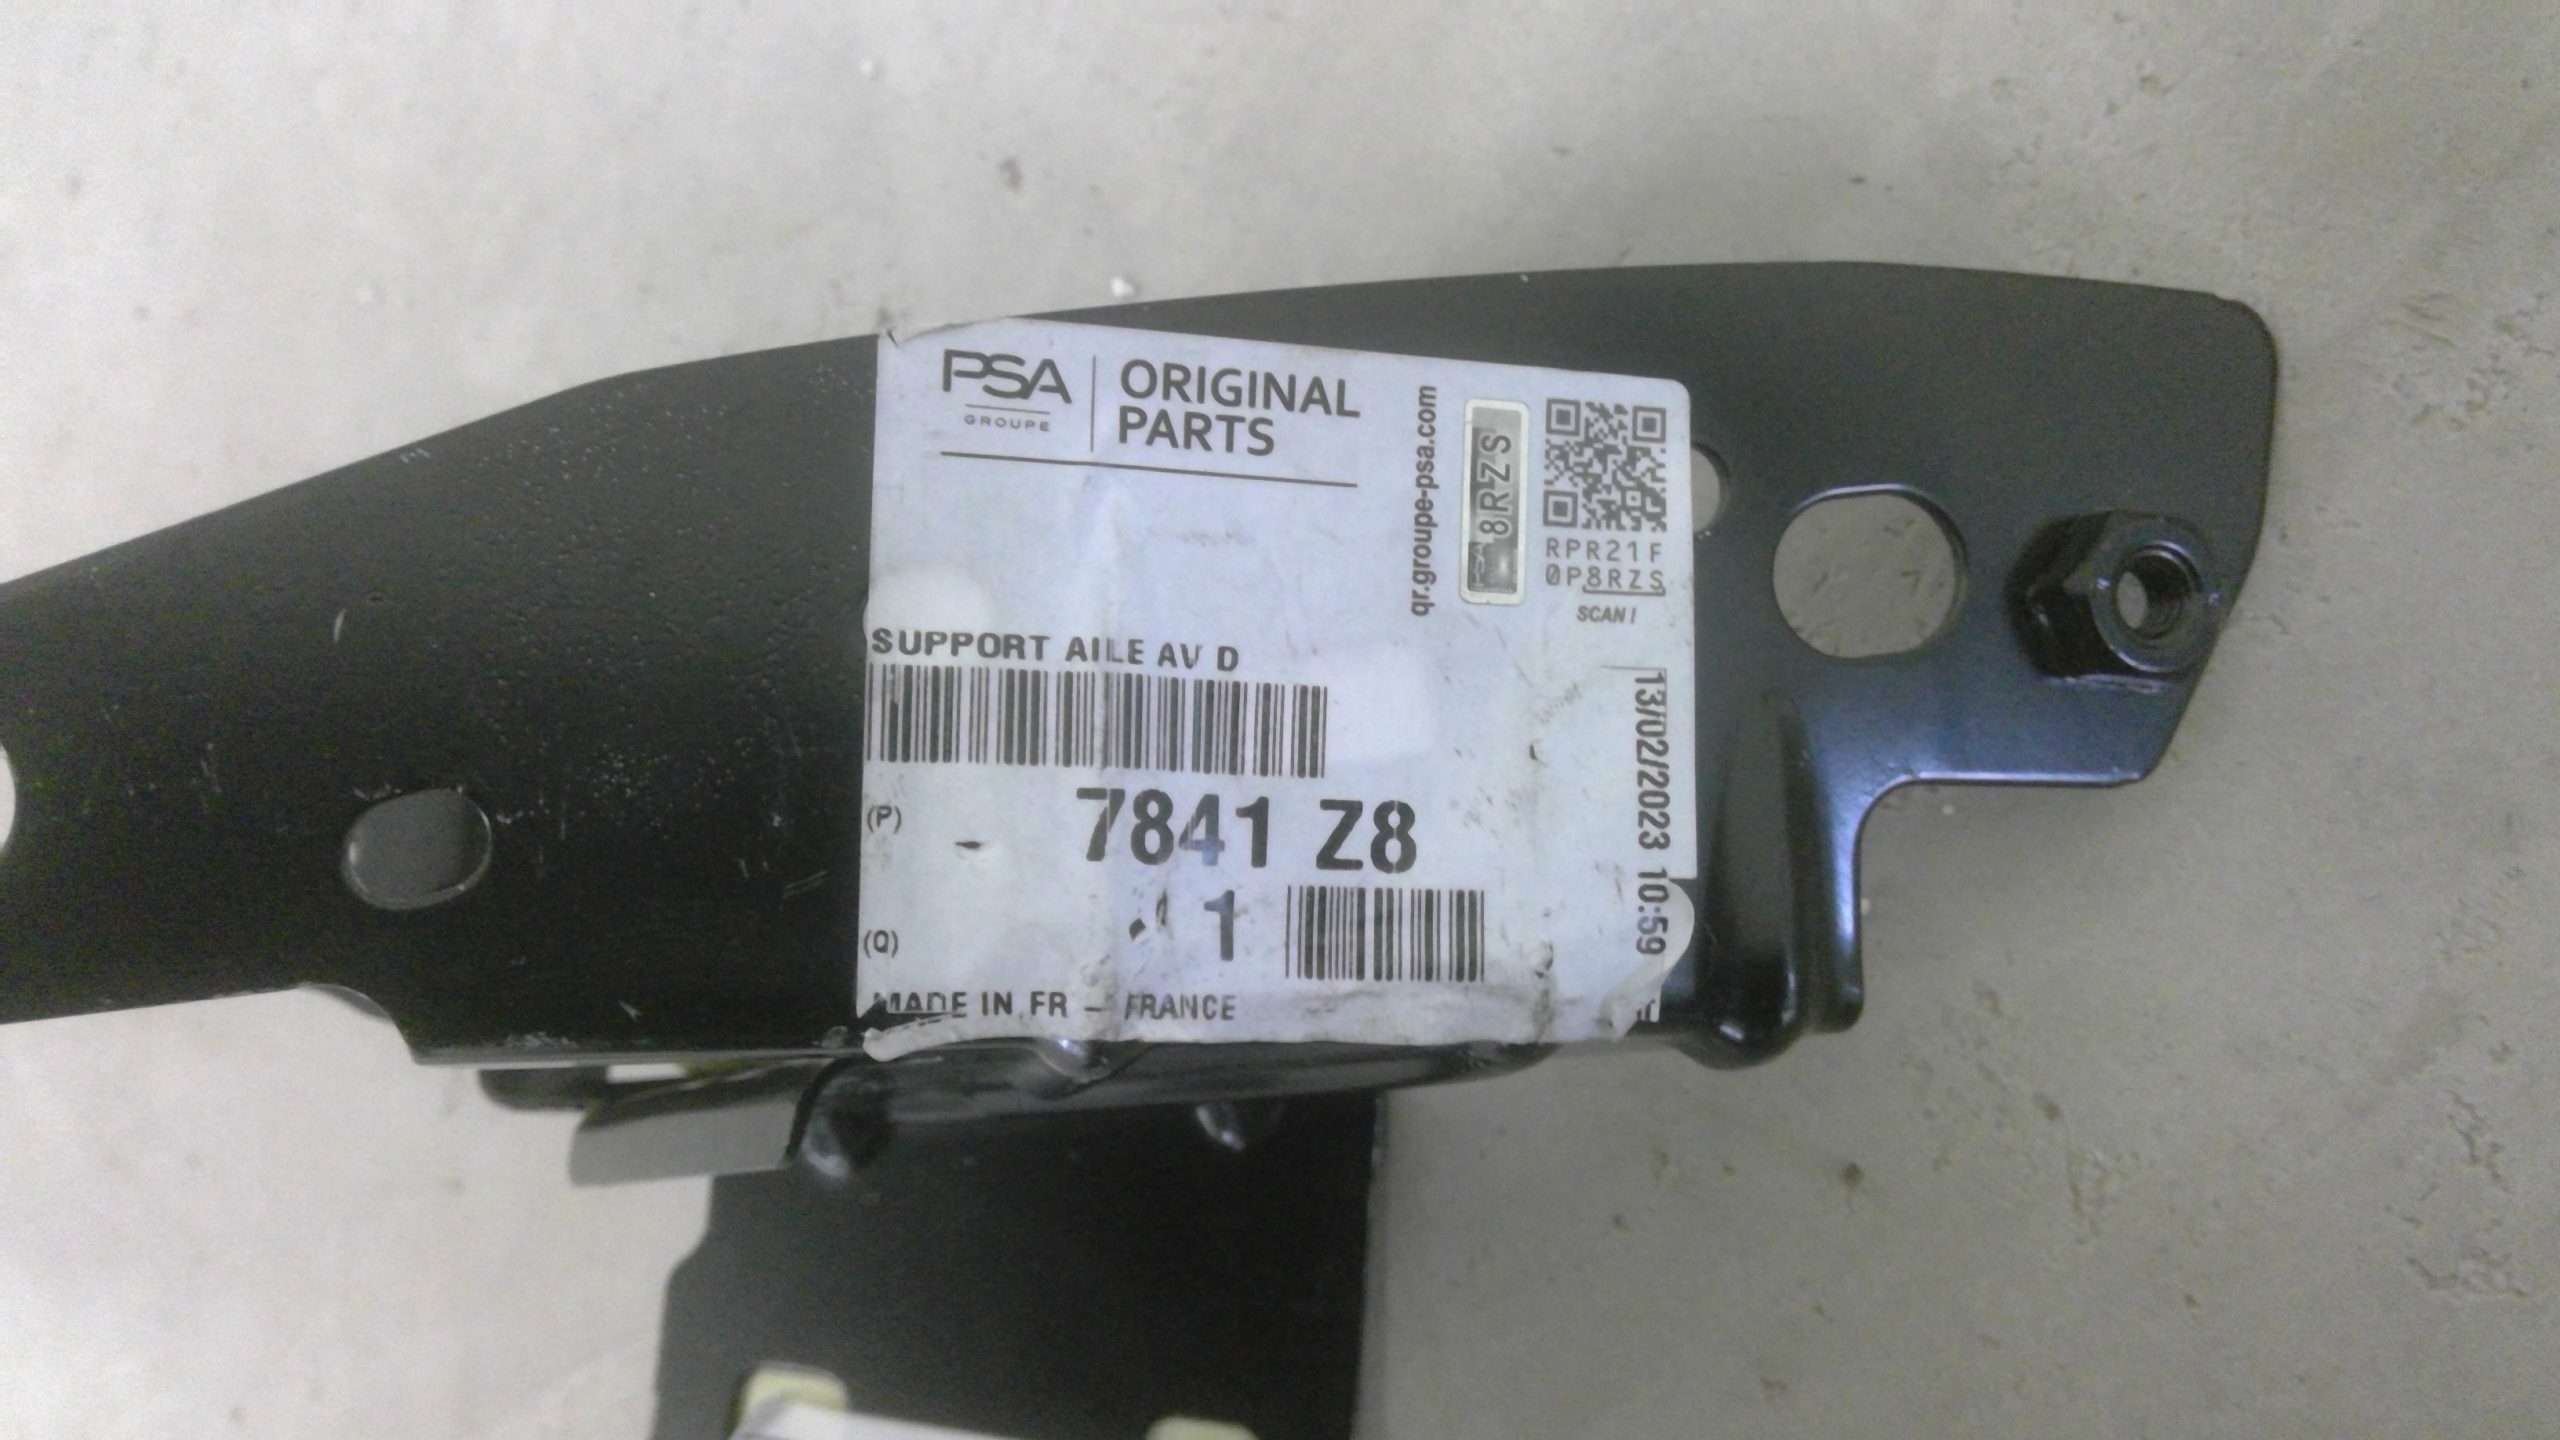 PSA
GROUPE
ORIGINAL
PARTS
qr.groupe-psa.com
PSA 8RZS
RPR21F
0P8RZS
SCAN!
SUPPORT AILE AV D
(P) 7841 Z8
(Q) 1
13/02/2023 10:59
MADE IN FR - FRANCE